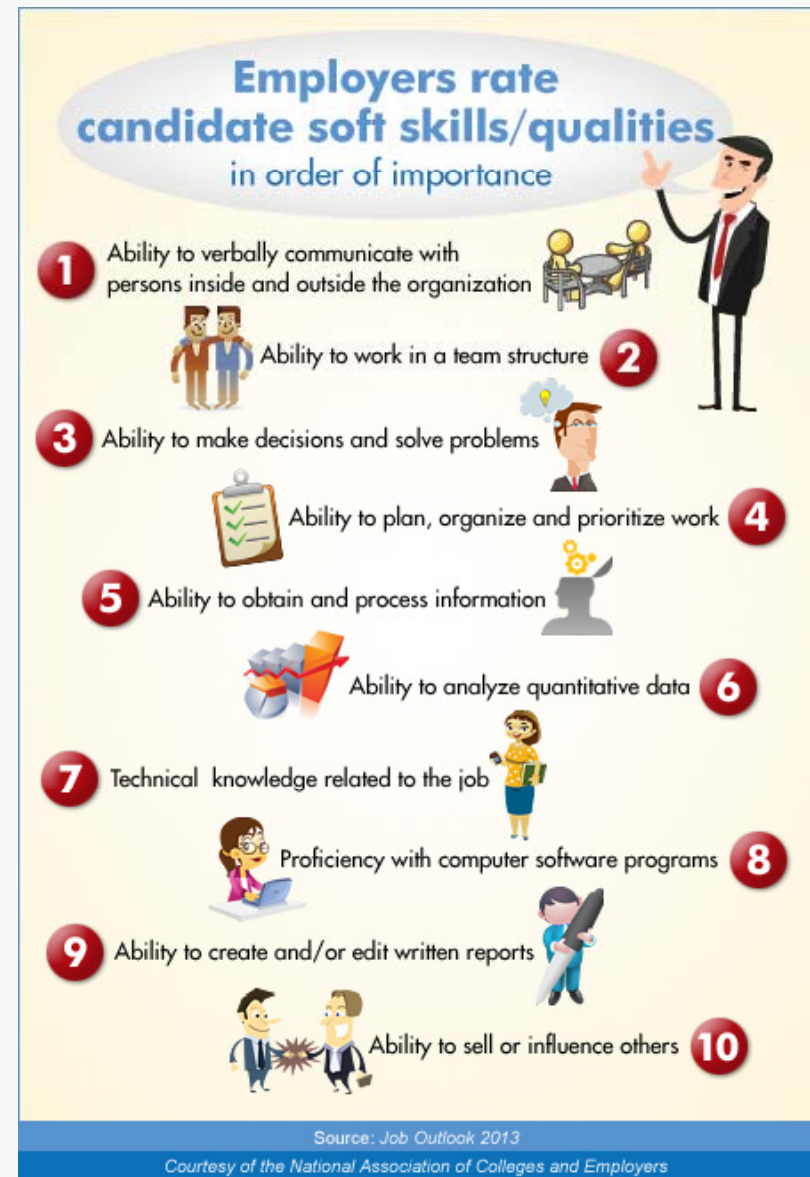 Employers rate
candidate soft skills/qualities
in order of importance
1 Ability to verbally communicate with
persons inside and outside the organization
Ability to work in a team structure 2
3 Ability to make decisions and solve problems
Ability to plan, organize and prioritize work 4
5 Ability to obtain and process information
Ability to analyze quantitative data 6
7 Technical knowledge related to the job
Proficiency with computer software programs 8
9 Ability to create and/or edit written reports
Ability to sell or influence others 10
Source: Job Outlook 2013
Courtesy of the National Association of Colleges and Employers